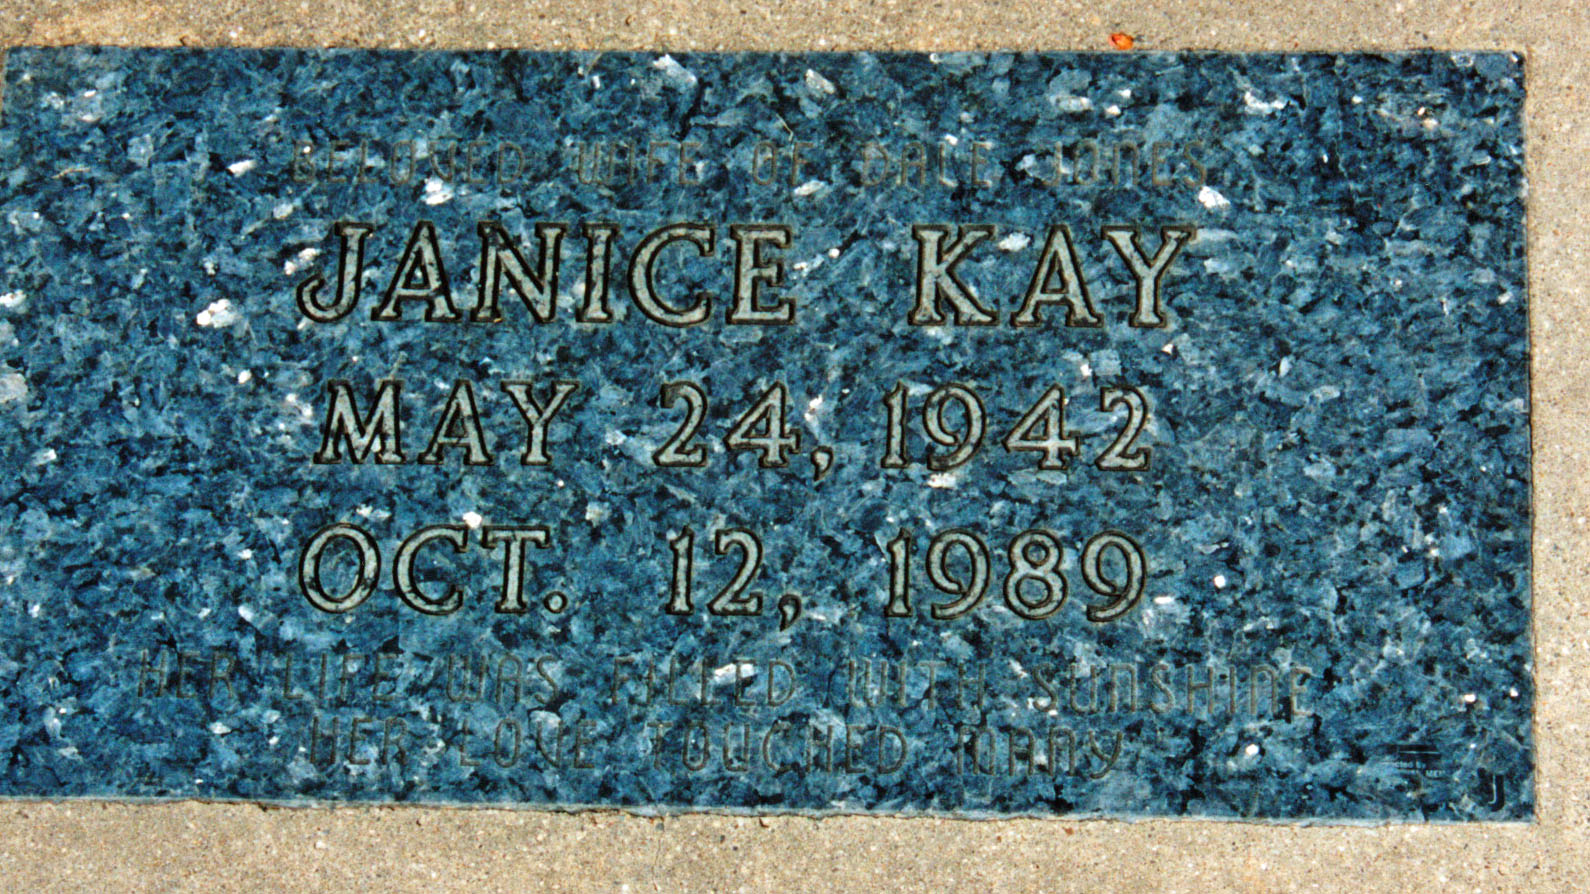 BELOVED WIFE OF DALE JONES
JANICE KAY
MAY 24, 1942
OCT. 12, 1989
HER LIFE WAS FILLED WITH SUNSHINE
HER LOVE TOUCHED MANY
J